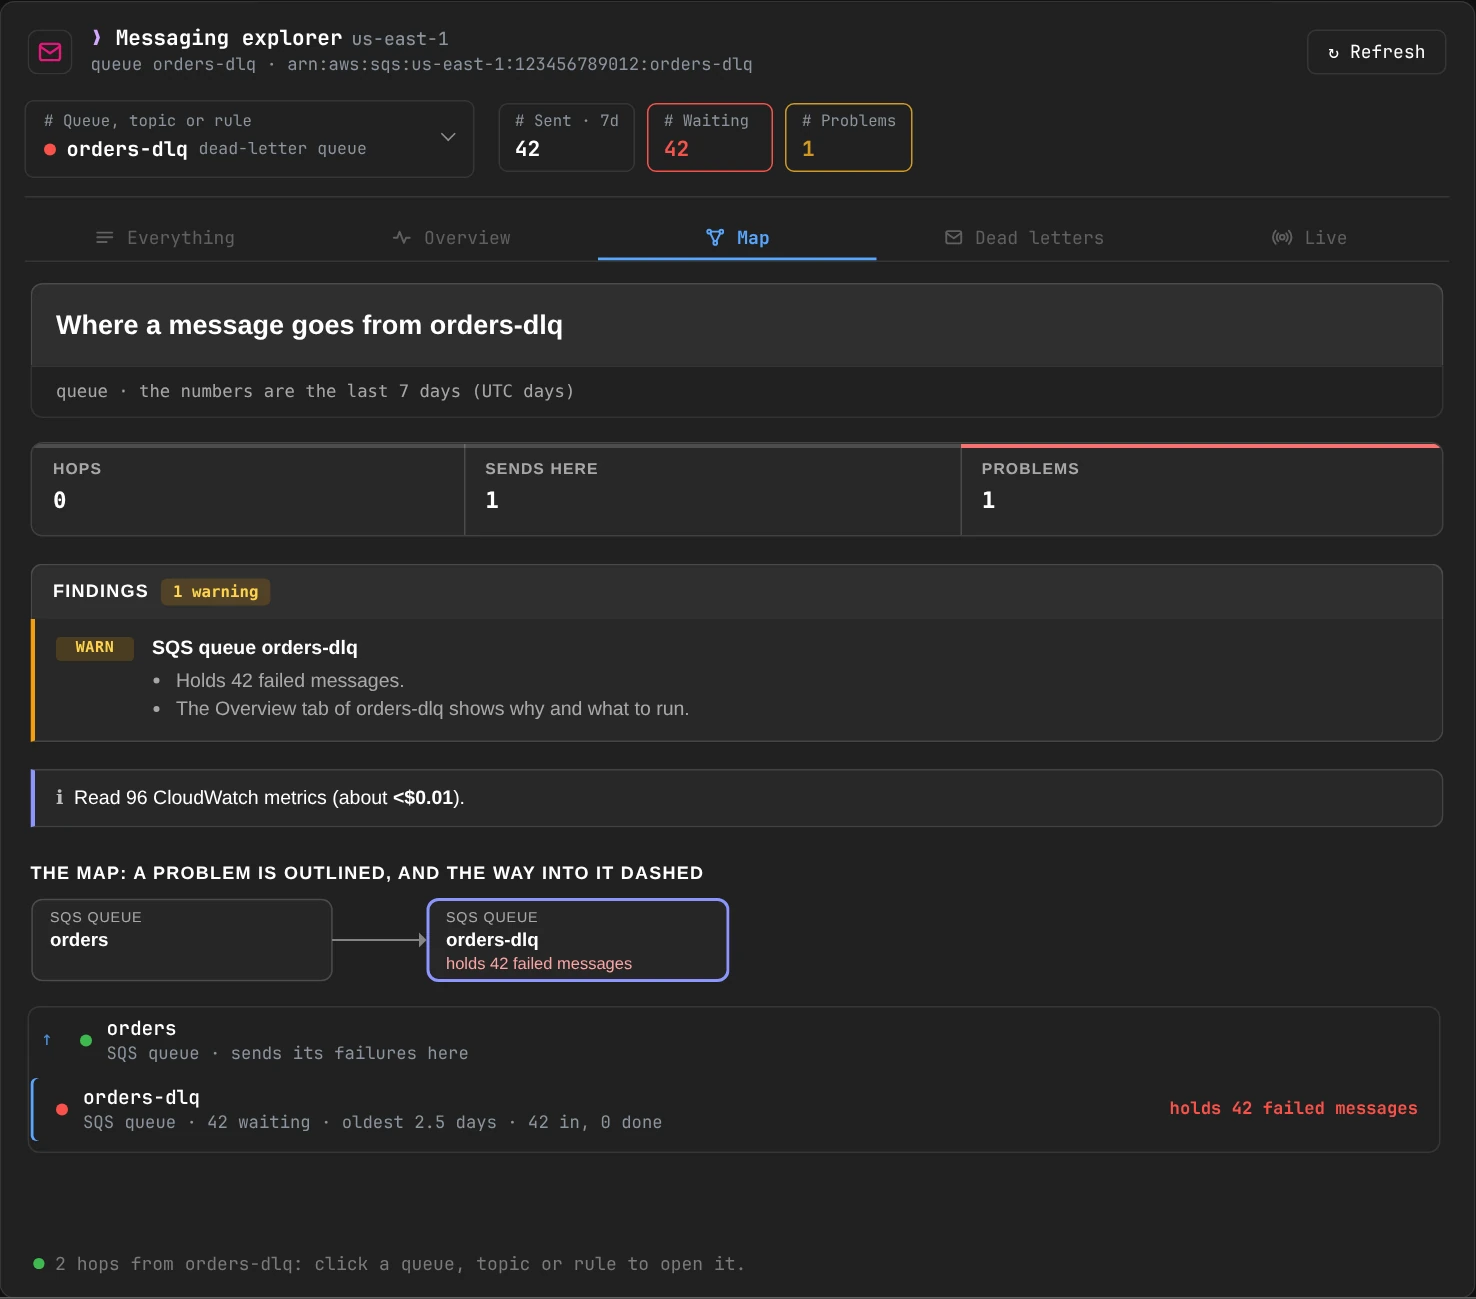 ❫ Messaging explorer us-east-1
queue orders-dlq · arn:aws:sqs:us-east-1:123456789012:orders-dlq
↻ Refresh
# Queue, topic or rule
orders-dlq dead-letter queue
# Sent · 7d
42
# Waiting
42
# Problems
1
Everything
Overview
Map
Dead letters
Live
Where a message goes from orders-dlq
queue · the numbers are the last 7 days (UTC days)
HOPS
0
SENDS HERE
1
PROBLEMS
1
FINDINGS 1 warning
WARN SQS queue orders-dlq
• Holds 42 failed messages.
• The Overview tab of orders-dlq shows why and what to run.
ℹ Read 96 CloudWatch metrics (about <$0.01).
THE MAP: A PROBLEM IS OUTLINED, AND THE WAY INTO IT DASHED
SQS QUEUE
orders
SQS QUEUE
orders-dlq
holds 42 failed messages
↑ orders
SQS queue · sends its failures here
orders-dlq
SQS queue · 42 waiting · oldest 2.5 days · 42 in, 0 done
holds 42 failed messages
2 hops from orders-dlq: click a queue, topic or rule to open it.